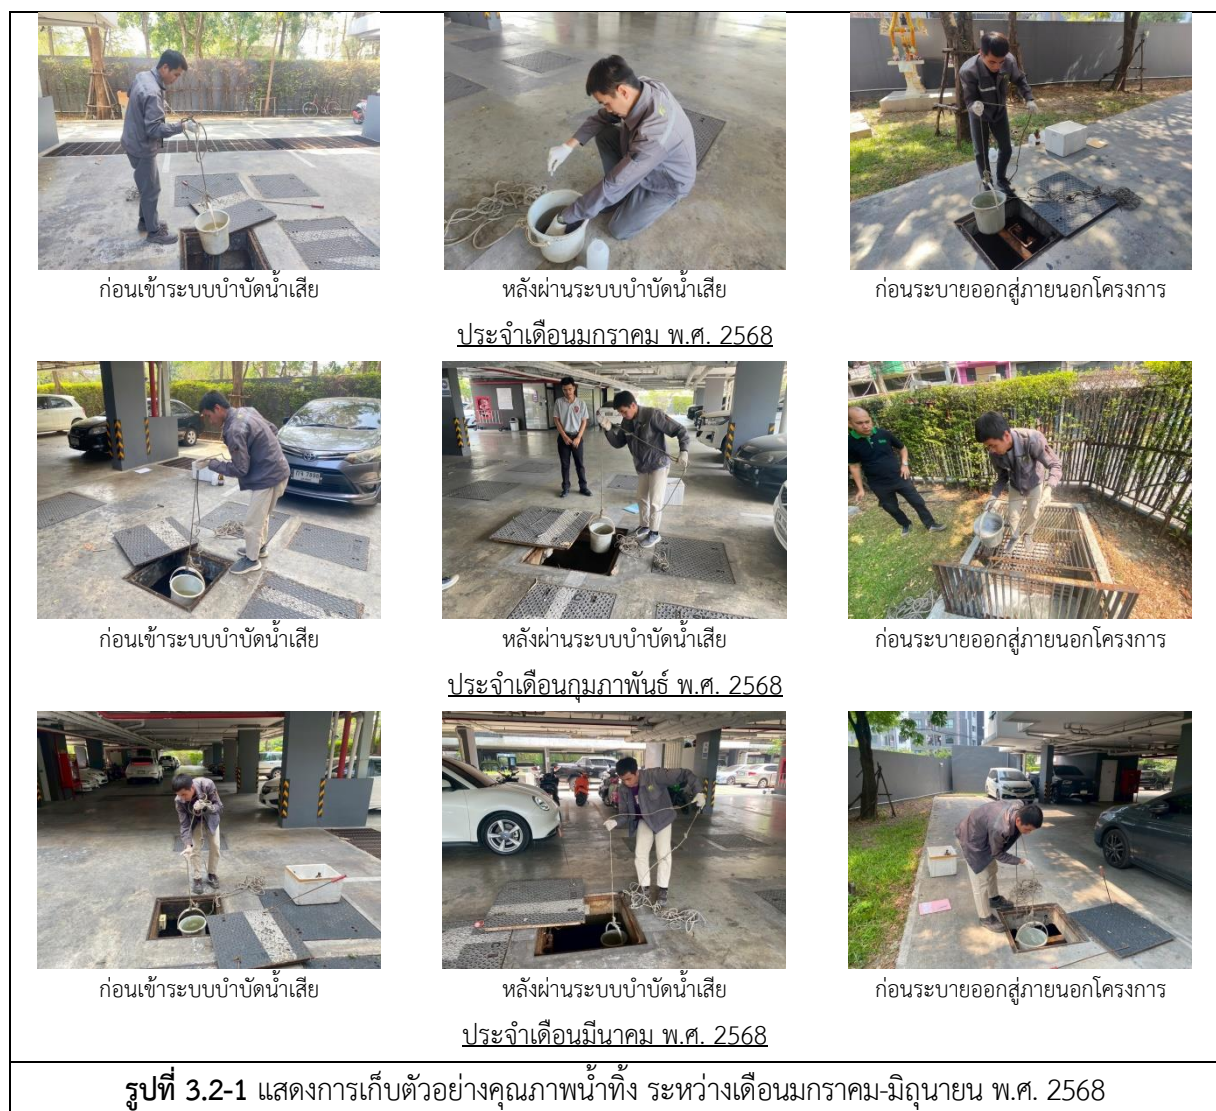 ก่อนเข้าระบบบำบัดน้ำเสีย
หลังผ่านระบบบำบัดน้ำเสีย
ก่อนระบายออกสู่ภายนอกโครงการ
ประจำเดือนมกราคม พ.ศ. 2568
ก่อนเข้าระบบบำบัดน้ำเสีย
หลังผ่านระบบบำบัดน้ำเสีย
ก่อนระบายออกสู่ภายนอกโครงการ
ประจำเดือนกุมภาพันธ์ พ.ศ. 2568
ก่อนเข้าระบบบำบัดน้ำเสีย
หลังผ่านระบบบำบัดน้ำเสีย
ก่อนระบายออกสู่ภายนอกโครงการ
ประจำเดือนมีนาคม พ.ศ. 2568
รูปที่ 3.2-1 แสดงการเก็บตัวอย่างคุณภาพน้ำทิ้ง ระหว่างเดือนมกราคม-มิถุนายน พ.ศ. 2568